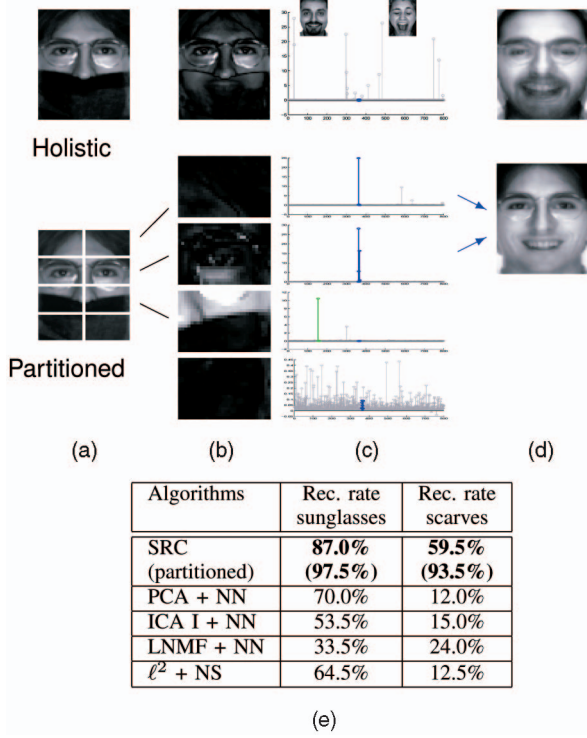 Holistic
Partitioned
(a)
(b)
(c)
(d)
Algorithms
Rec. rate sunglasses
Rec. rate scarves
SRC (partitioned)
87.0% (97.5%)
59.5% (93.5%)
PCA + NN
70.0%
12.0%
ICA I + NN
53.5%
15.0%
LNMF + NN
33.5%
24.0%
ℓ² + NS
64.5%
12.5%
(e)